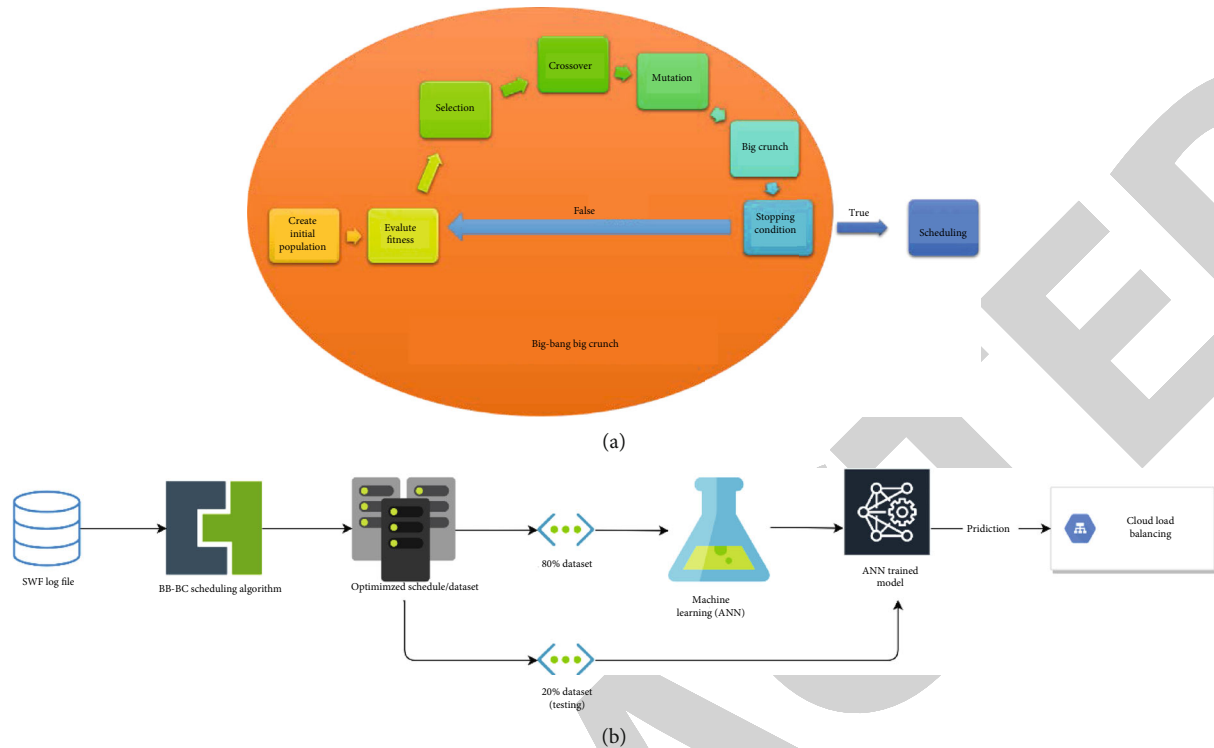 Crossover
Mutation
Selection
Big crunch
Create
initial
population
Evalute
fitness
False
Stopping
condition
True
Scheduling
Big-bang big crunch
(a)
SWF log file
BB-BC scheduling algorithm
Optimimzed schedule/dataset
80% dataset
Machine
learning (ANN)
ANN trained
model
Pridiction
Cloud load
balancing
20% dataset
(testing)
(b)